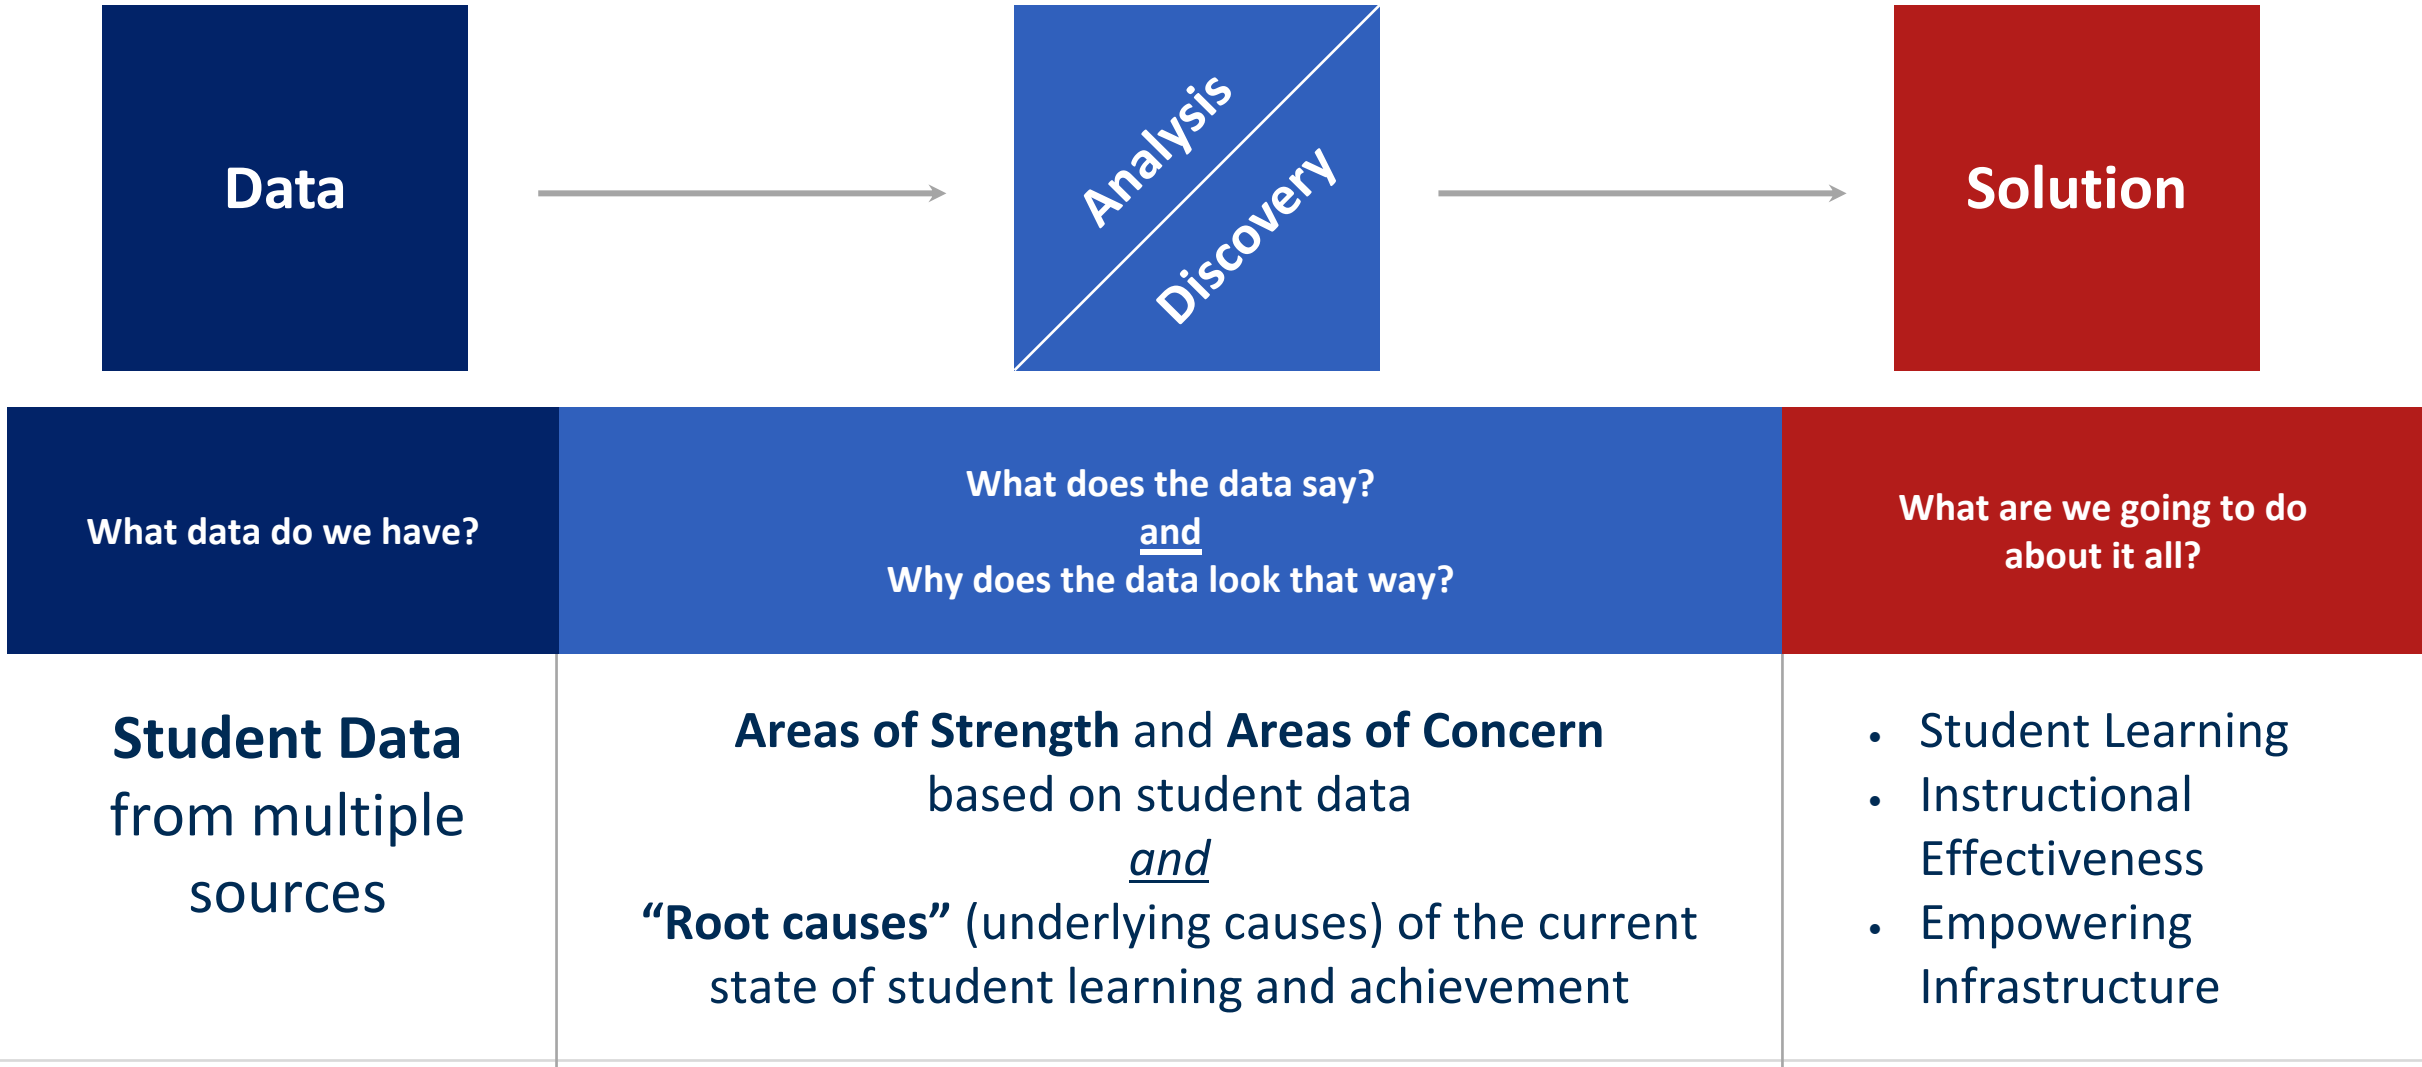 Data
Analysis
Discovery
Solution
What data do we have?
What does the data say?
and
Why does the data look that way?
What are we going to do
about it all?
Student Data
from multiple
sources
Areas of Strength and Areas of Concern
based on student data
and
“Root causes” (underlying causes) of the current
state of student learning and achievement
• Student Learning
• Instructional
Effectiveness
• Empowering
Infrastructure